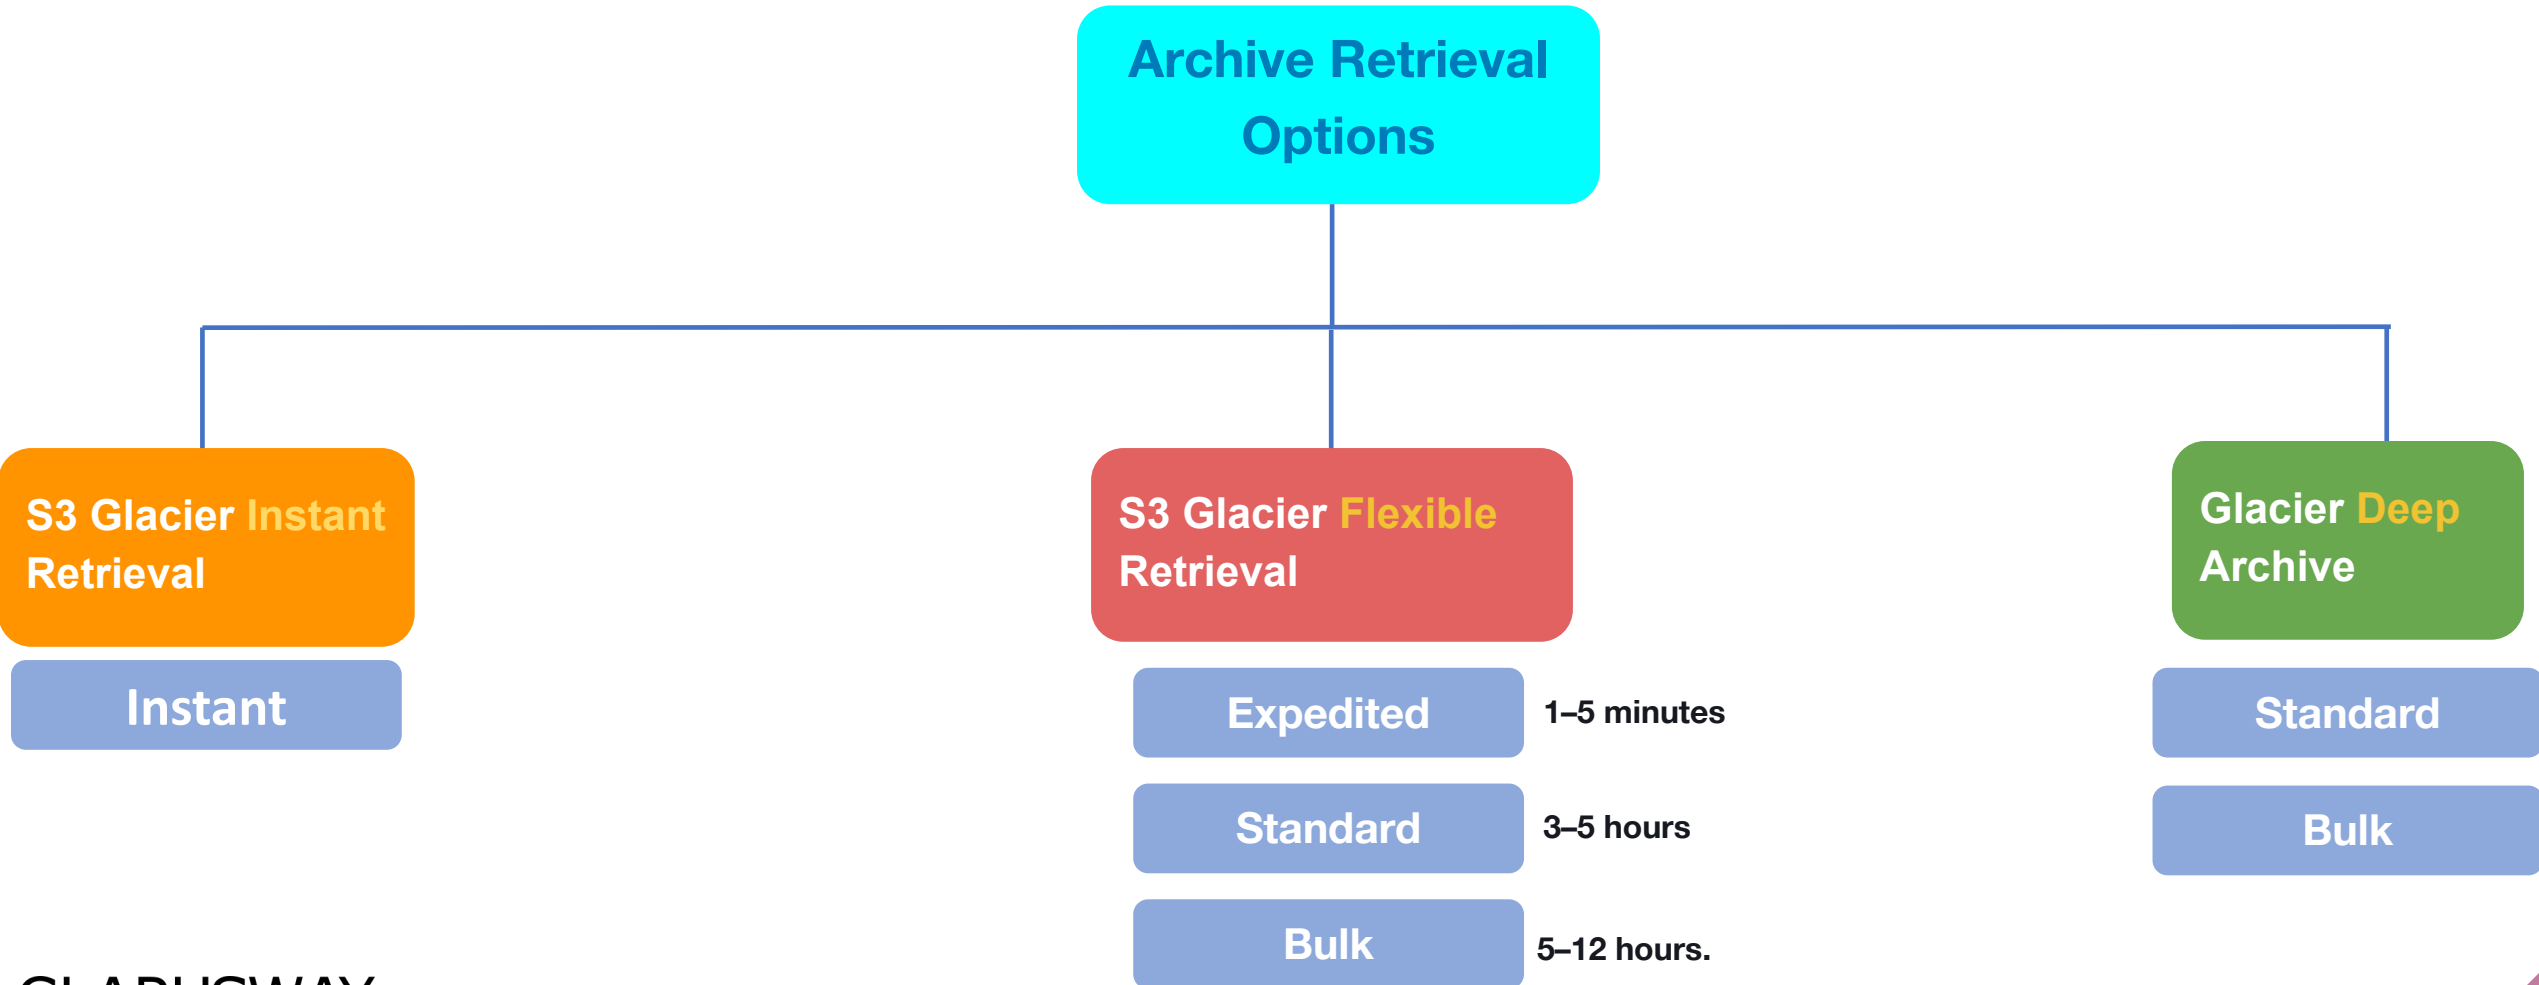 Archive Retrieval
Options
S3 Glacier Instant
Retrieval
Instant
S3 Glacier Flexible
Retrieval
Expedited
1–5 minutes
Standard
3–5 hours
Bulk
5–12 hours.
Glacier Deep
Archive
Standard
Bulk